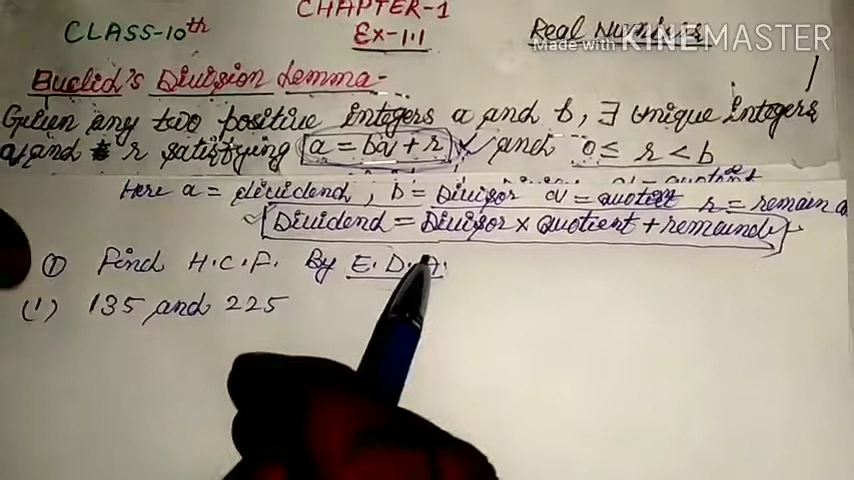 CHAPTER-1
CLASS-10th Ex-1.1 Real Numbers
Made with KINEMASTER
Euclid's Division Lemma-
Given any two positive Integers a and b, ∃ unique Integers
q and r satisfying a = bq + r and 0 ≤ r < b
Here a = dividend, b = Divisor q = quotient r = remain
Dividend = Divisor × quotient + remainder
① Find H.C.F. By E.D.A.
(i) 135 and 225